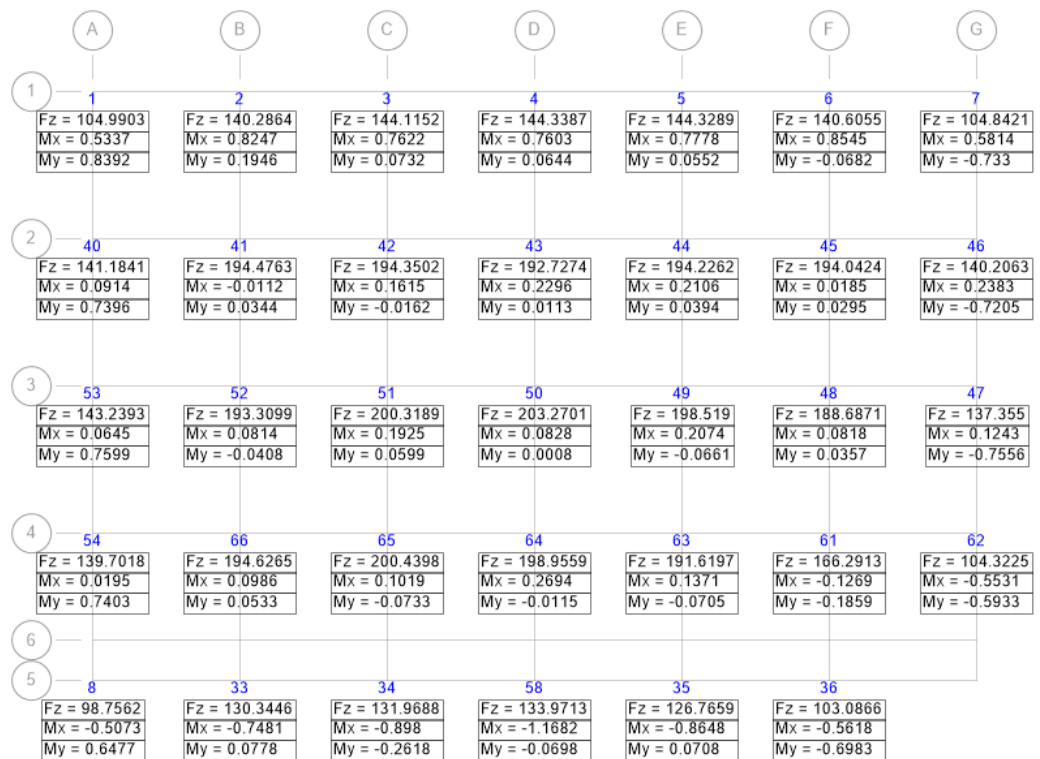 A B C D E F G
1
1 2 3 4 5 6 7
Fz = 104.9903 Fz = 140.2864 Fz = 144.1152 Fz = 144.3387 Fz = 144.3289 Fz = 140.6055 Fz = 104.8421
Mx = 0.5337 Mx = 0.8247 Mx = 0.7622 Mx = 0.7603 Mx = 0.7778 Mx = 0.8545 Mx = 0.5814
My = 0.8392 My = 0.1946 My = 0.0732 My = 0.0644 My = 0.0552 My = -0.0682 My = -0.733
2
40 41 42 43 44 45 46
Fz = 141.1841 Fz = 194.4763 Fz = 194.3502 Fz = 192.7274 Fz = 194.2262 Fz = 194.0424 Fz = 140.2063
Mx = 0.0914 Mx = -0.0112 Mx = 0.1615 Mx = 0.2296 Mx = 0.2106 Mx = 0.0185 Mx = 0.2383
My = 0.7396 My = 0.0344 My = -0.0162 My = 0.0113 My = 0.0394 My = 0.0295 My = -0.7205
3
53 52 51 50 49 48 47
Fz = 143.2393 Fz = 193.3099 Fz = 200.3189 Fz = 203.2701 Fz = 198.519 Fz = 188.6871 Fz = 137.355
Mx = 0.0645 Mx = 0.0814 Mx = 0.1925 Mx = 0.0828 Mx = 0.2074 Mx = 0.0818 Mx = 0.1243
My = 0.7599 My = -0.0408 My = 0.0599 My = 0.0008 My = -0.0661 My = 0.0357 My = -0.7556
4
54 66 65 64 63 61 62
Fz = 139.7018 Fz = 194.6265 Fz = 200.4398 Fz = 198.9559 Fz = 191.6197 Fz = 166.2913 Fz = 104.3225
Mx = 0.0195 Mx = 0.0986 Mx = 0.1019 Mx = 0.2694 Mx = 0.1371 Mx = -0.1269 Mx = -0.5531
My = 0.7403 My = 0.0533 My = -0.0733 My = -0.0115 My = -0.0705 My = -0.1859 My = -0.5933
6
5
8 33 34 58 35 36
Fz = 98.7562 Fz = 130.3446 Fz = 131.9688 Fz = 133.9713 Fz = 126.7659 Fz = 103.0866
Mx = -0.5073 Mx = -0.7481 Mx = -0.898 Mx = -1.1682 Mx = -0.8648 Mx = -0.5618
My = 0.6477 My = 0.0778 My = -0.2618 My = -0.0698 My = 0.0708 My = -0.6983